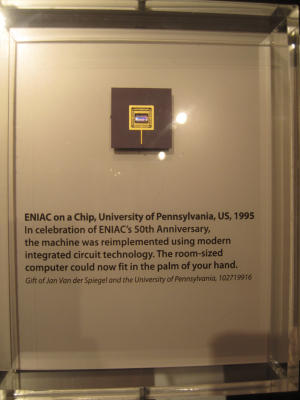 ENIAC on a Chip, University of Pennsylvania, US, 1995
In celebration of ENIAC's 50th Anniversary,
the machine was reimplemented using modern
integrated circuit technology. The room-sized
computer could now fit in the palm of your hand.
Gift of Jan Van der Spiegel and the University of Pennsylvania, 102719916